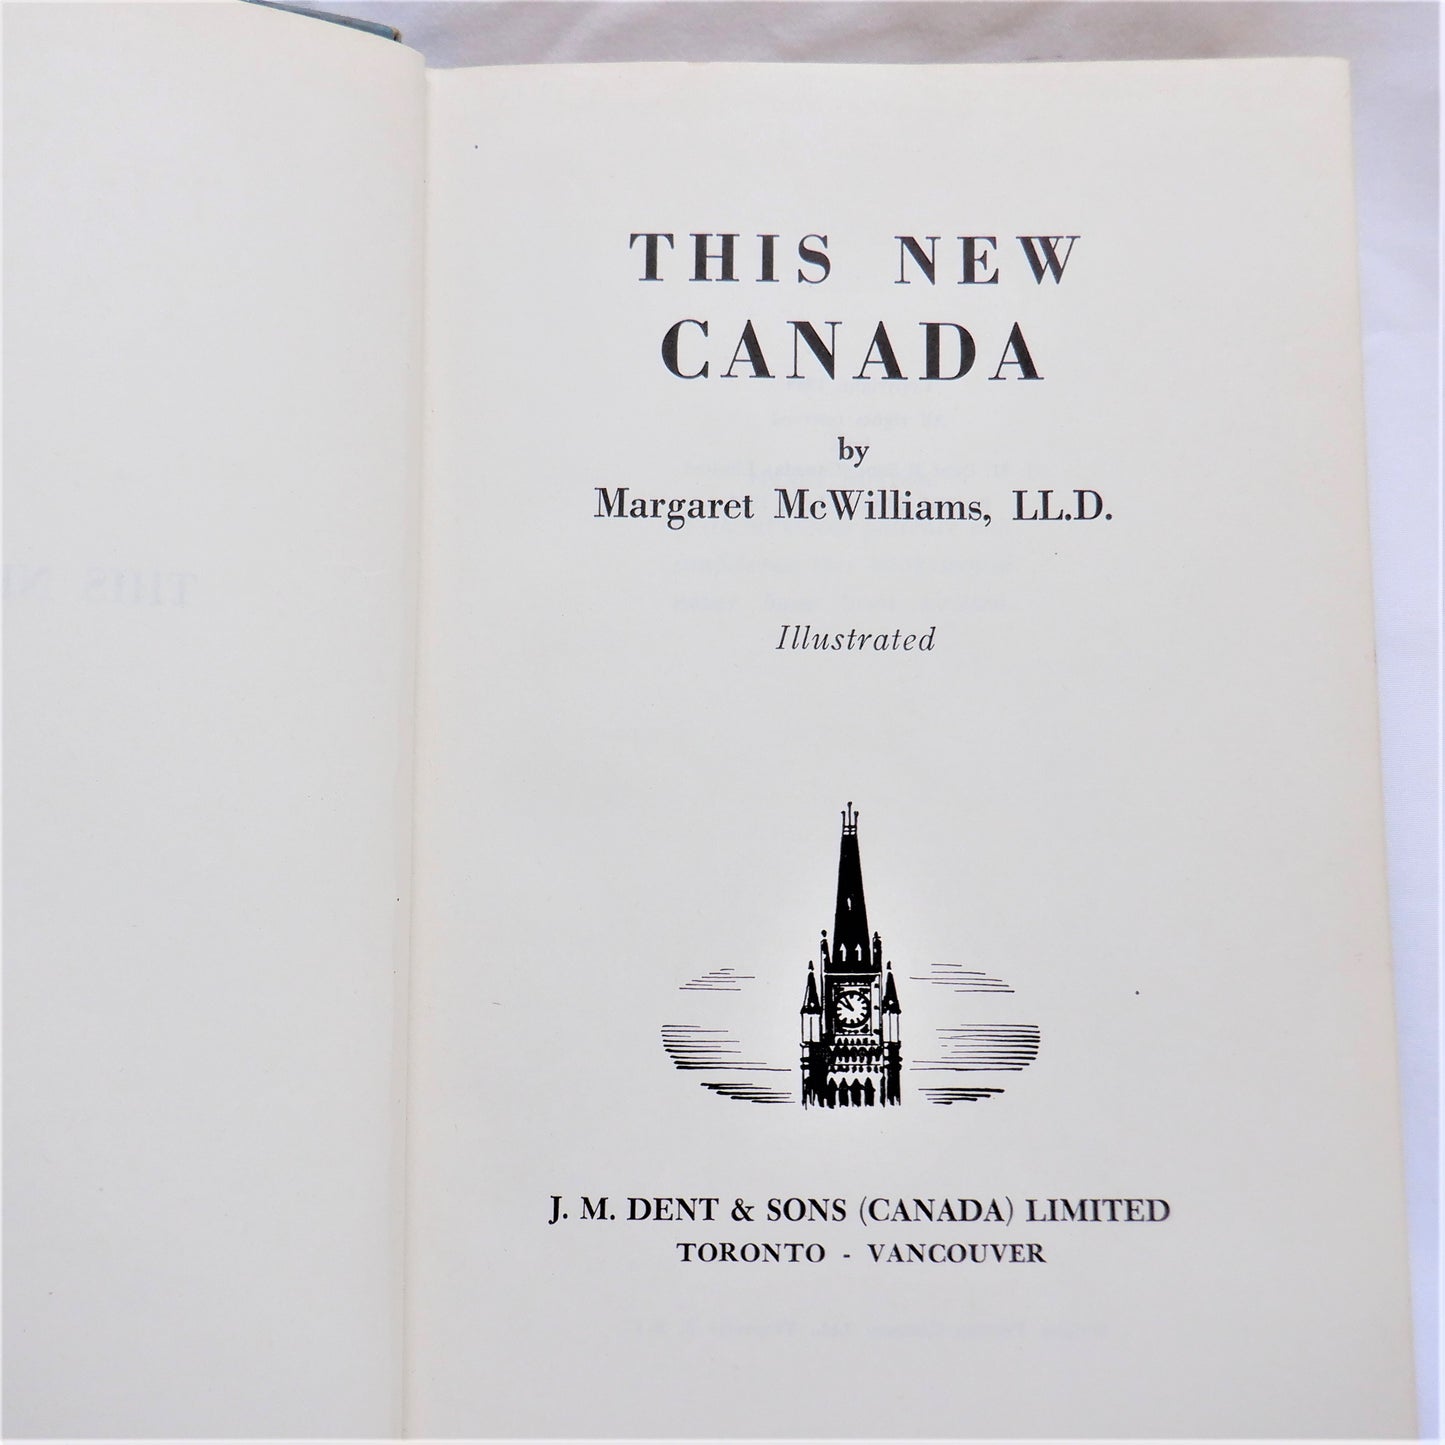 THIS NEW
CANADA
by
Margaret McWilliams, LL.D.
Illustrated
J. M. DENT & SONS (CANADA) LIMITED
TORONTO - VANCOUVER